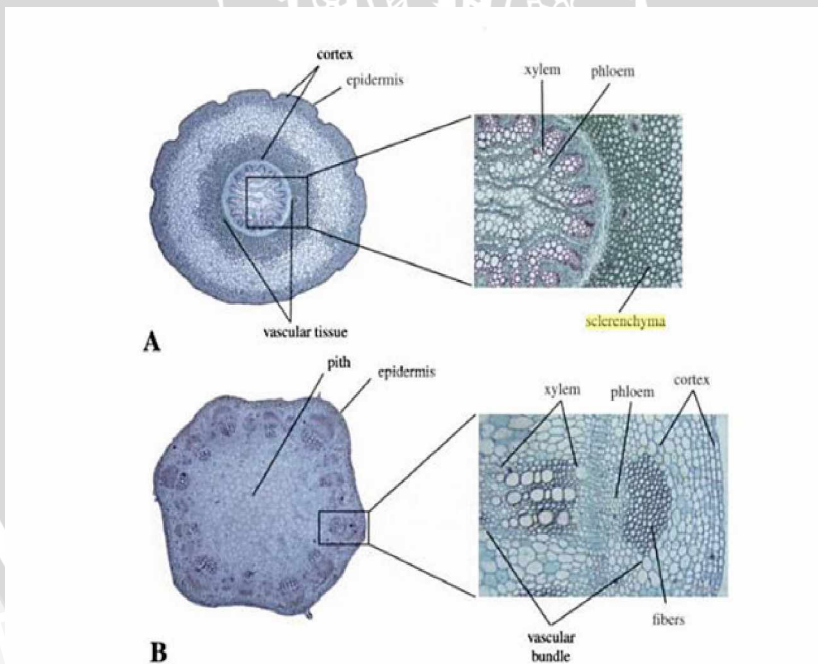 cortex
epidermis
xylem
phloem
sclerenchyma
vascular tissue
A
pith
epidermis
xylem
phloem
cortex
fibers
vascular
bundle
B